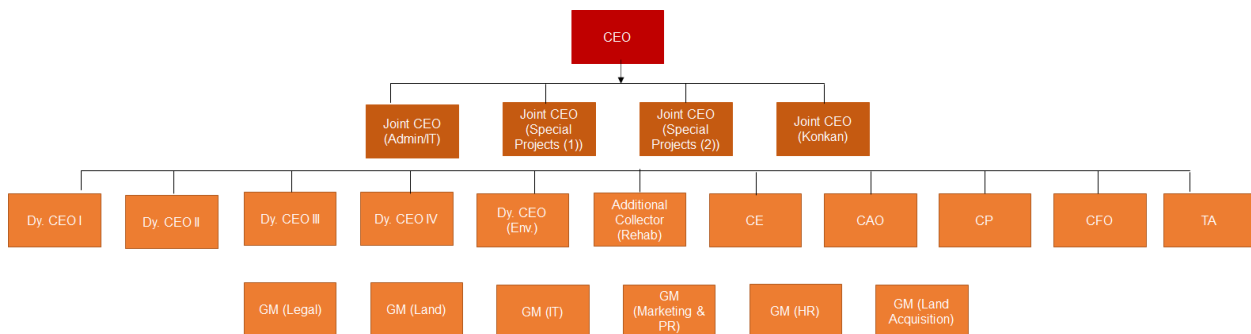 CEO
Joint CEO
(Admin/IT)
Joint CEO
(Special
Projects (1))
Joint CEO
(Special
Projects (2))
Joint CEO
(Konkan)
Dy. CEO I
Dy. CEO II
Dy. CEO III
Dy. CEO IV
Dy. CEO
(Env.)
Additional
Collector
(Rehab)
CE
CAO
CP
CFO
TA
GM (Legal)
GM (Land)
GM (IT)
GM
(Marketing &
PR)
GM (HR)
GM (Land
Acquisition)